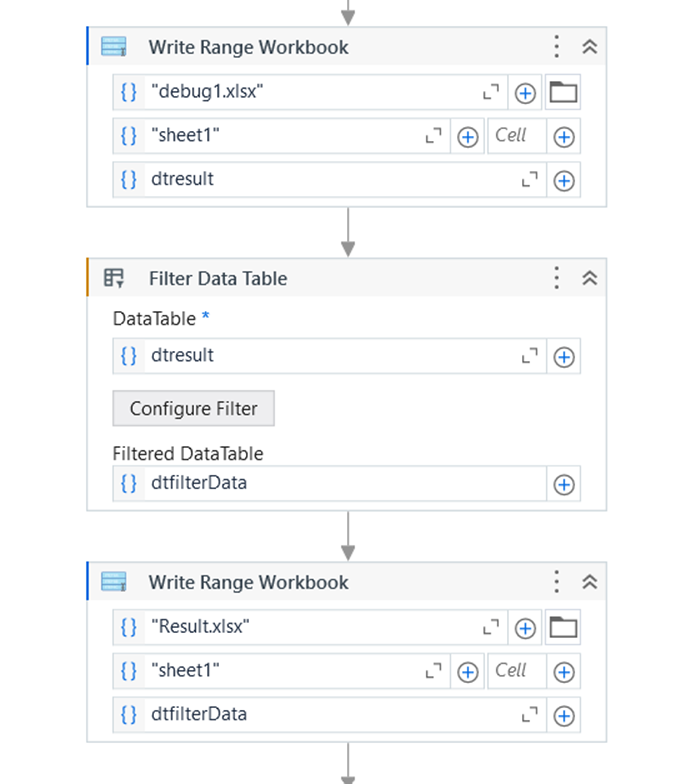 Write Range Workbook
"debug1.xlsx"
"sheet1" Cell
dtresult
Filter Data Table
DataTable *
dtresult
Configure Filter
Filtered DataTable
dtfilterData
Write Range Workbook
"Result.xlsx"
"sheet1" Cell
dtfilterData